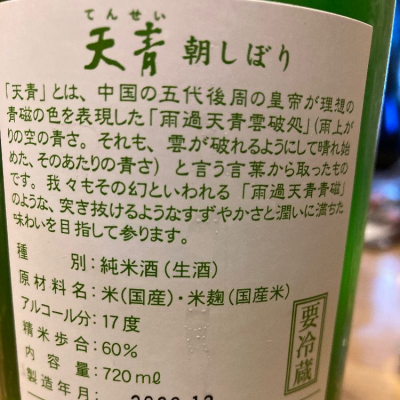 てんせい
天青 朝しぼり
「天青」とは、中国の五代後周の皇帝が理想の
青磁の色を表現した「雨過天青雲破処」(雨上が
りの空の青さ。それも、雲が破れるようにして晴れ始
めた、そのあたりの青さ)と言う言葉から取ったもの
です。我々もその幻といわれる「雨過天青青磁」
のような、突き抜けるようなすずやかさと潤いに満ちた
味わいを目指して参ります。
種 別:純米酒(生酒)
原材料名:米(国産)・米麹(国産米)
アルコール分:17度
精米歩合:60%
内容量:720mℓ
製造年月:
要冷蔵